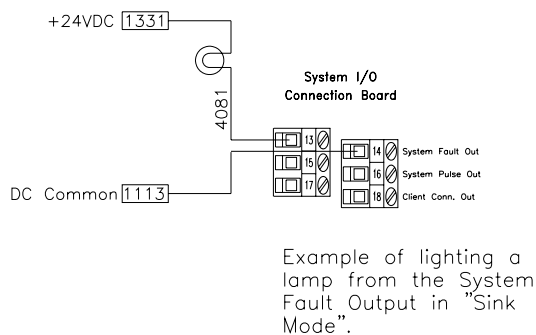 +24VDC 1331
System I/O
Connection Board
4081
13
14 System Fault Out
15
16 System Pulse Out
17
18 Client Conn. Out
DC Common 1113
Example of lighting a
lamp from the System
Fault Output in "Sink
Mode".